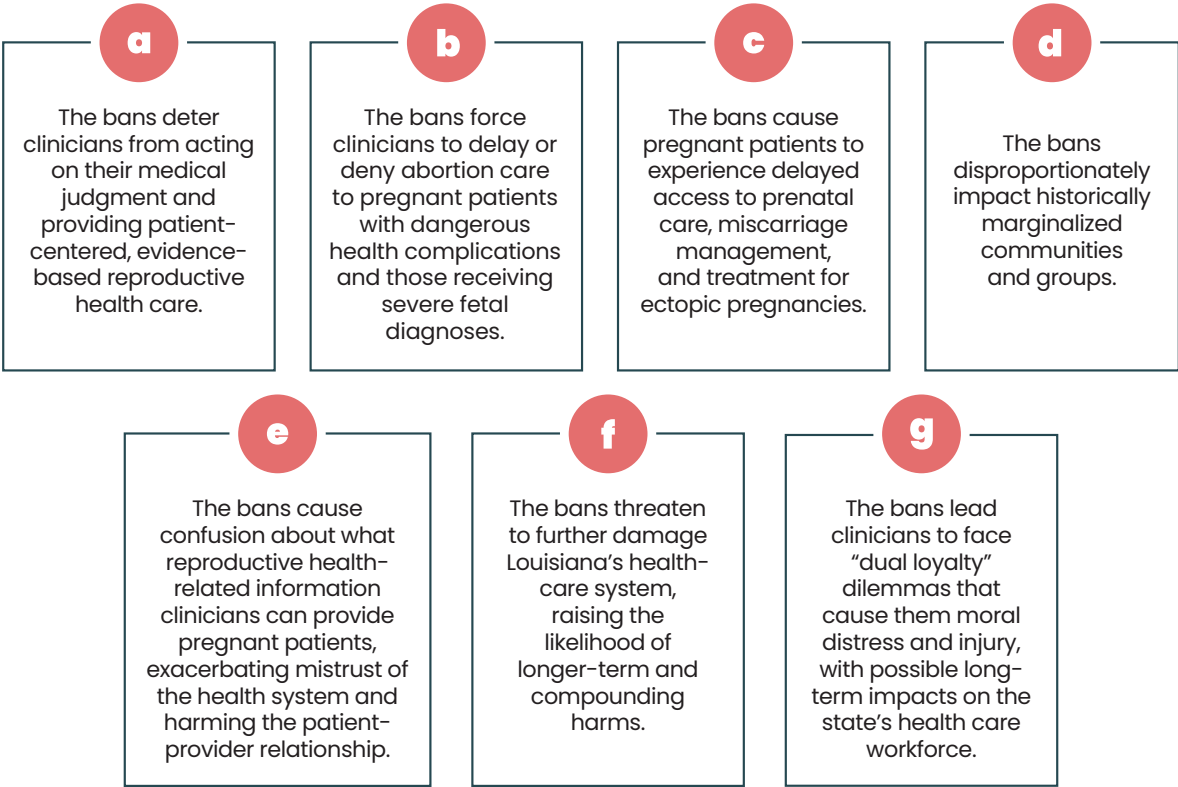 a
The bans deter
clinicians from acting
on their medical
judgment and
providing patient-
centered, evidence-
based reproductive
health care.
b
The bans force
clinicians to delay or
deny abortion care
to pregnant patients
with dangerous
health complications
and those receiving
severe fetal
diagnoses.
c
The bans cause
pregnant patients to
experience delayed
access to prenatal
care, miscarriage
management,
and treatment for
ectopic pregnancies.
d
The bans
disproportionately
impact historically
marginalized
communities
and groups.
e
The bans cause
confusion about what
reproductive health-
related information
clinicians can provide
pregnant patients,
exacerbating mistrust of
the health system and
harming the patient-
provider relationship.
f
The bans threaten
to further damage
Louisiana’s health-
care system,
raising the
likelihood of
longer-term and
compounding
harms.
g
The bans lead
clinicians to face
“dual loyalty”
dilemmas that
cause them moral
distress and injury,
with possible long-
term impacts on the
state’s health care
workforce.